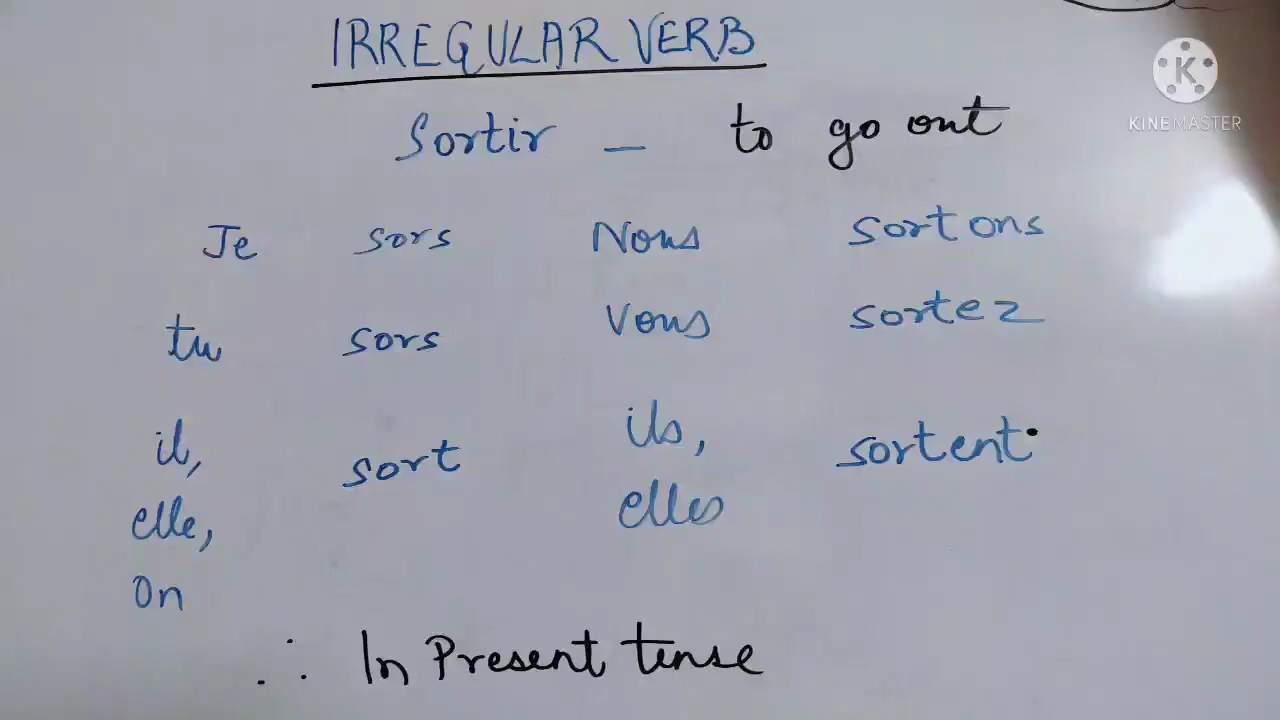 IRREGULAR VERB
K
KINEMASTER
Sortir – to go out
Je sors Nous sortons
tu sors Vous sortez
il, sort ils, sortent
elle, elles
On
∴ In Present tense